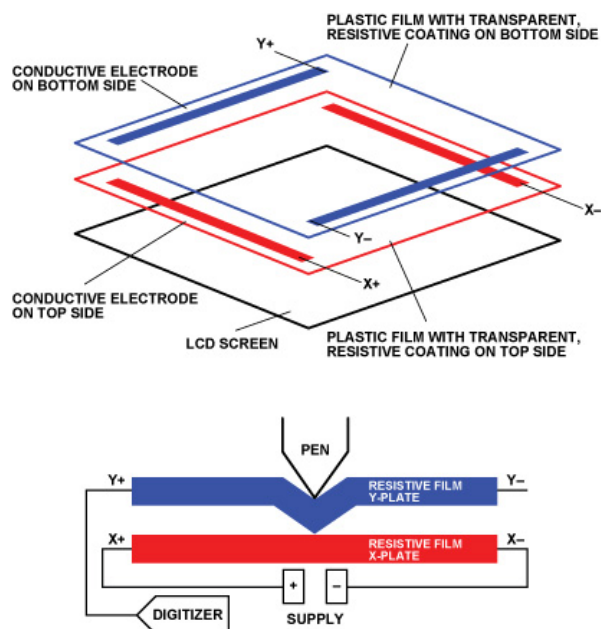 PLASTIC FILM WITH TRANSPARENT,
RESISTIVE COATING ON BOTTOM SIDE
Y+
CONDUCTIVE ELECTRODE
ON BOTTOM SIDE
X–
Y–
X+
CONDUCTIVE ELECTRODE
ON TOP SIDE
LCD SCREEN
PLASTIC FILM WITH TRANSPARENT,
RESISTIVE COATING ON TOP SIDE
PEN
Y+
RESISTIVE FILM
Y-PLATE
Y–
X+
RESISTIVE FILM
X-PLATE
X–
+
–
DIGITIZER
SUPPLY